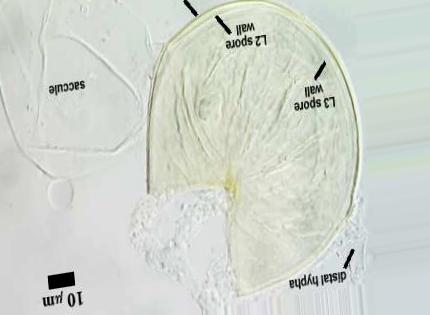 10 µm
distal hypha
L3 spore
wall
saccule
L2 spore
wall